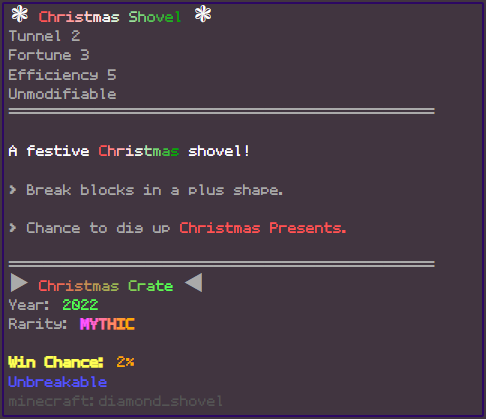 ❃ Christmas Shovel ❃
Tunnel 2
Fortune 3
Efficiency 5
Unmodifiable
A festive Christmas shovel!
> Break blocks in a plus shape.
> Chance to dig up Christmas Presents.
▶ Christmas Crate ◀
Year: 2022
Rarity: MYTHIC
Win Chance: 2%
Unbreakable
minecraft:diamond_shovel